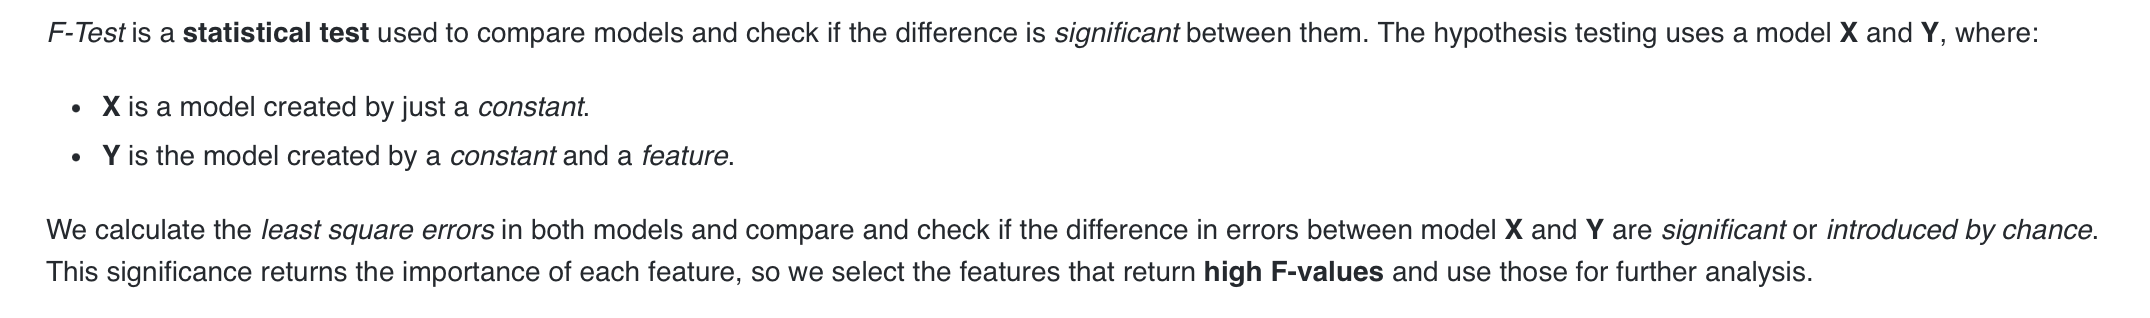 F-Test is a statistical test used to compare models and check if the difference is significant between them. The hypothesis testing uses a model X and Y, where:
• X is a model created by just a constant.
• Y is the model created by a constant and a feature.
We calculate the least square errors in both models and compare and check if the difference in errors between model X and Y are significant or introduced by chance.
This significance returns the importance of each feature, so we select the features that return high F-values and use those for further analysis.